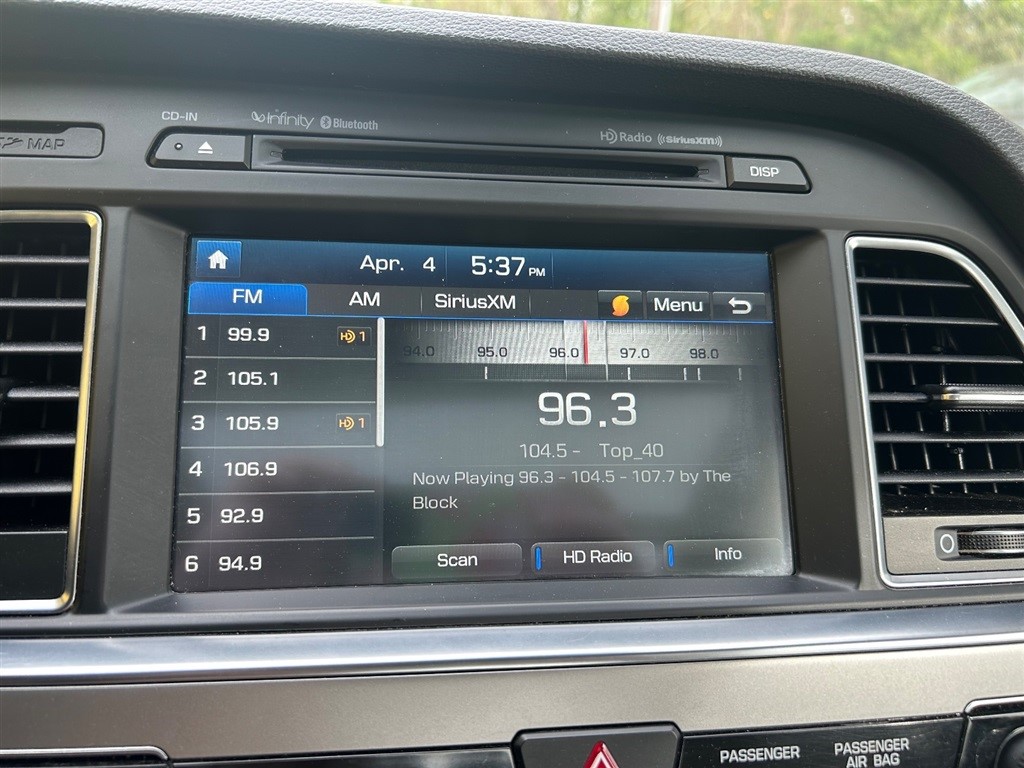 CD-IN
infinity Bluetooth
HD Radio ((SiriusXM))
MAP
DISP
Apr. 4 5:37 PM
FM AM SiriusXM Menu
1 99.9 HD 1
2 105.1
3 105.9 HD 1
4 106.9
5 92.9
6 94.9
94.0 95.0 96.0 97.0 98.0
96.3
104.5 - Top_40
Now Playing 96.3 - 104.5 - 107.7 by The
Block
Scan HD Radio Info
PASSENGER
PASSENGER
AIR BAG